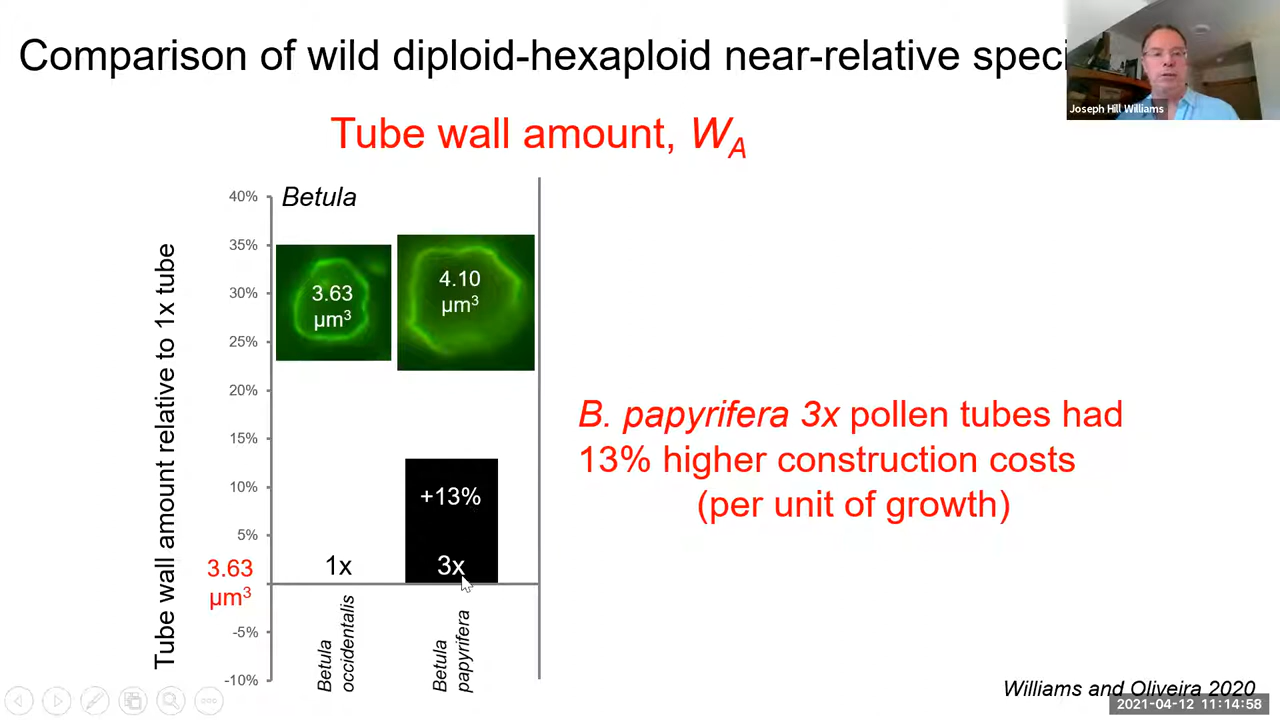 Comparison of wild diploid-hexaploid near-relative speci
Joseph Hill Williams
Tube wall amount, W_A
Betula
Tube wall amount relative to 1x tube
40%
35%
30%
25%
20%
15%
10%
5%
-5%
-10%
3.63
µm³
3.63
µm³
4.10
µm³
+13%
1x
3x
Betula
occidentalis
Betula
papyrifera
B. papyrifera 3x pollen tubes had
13% higher construction costs
(per unit of growth)
Williams and Oliveira 2020
2021-04-12 11:14:58